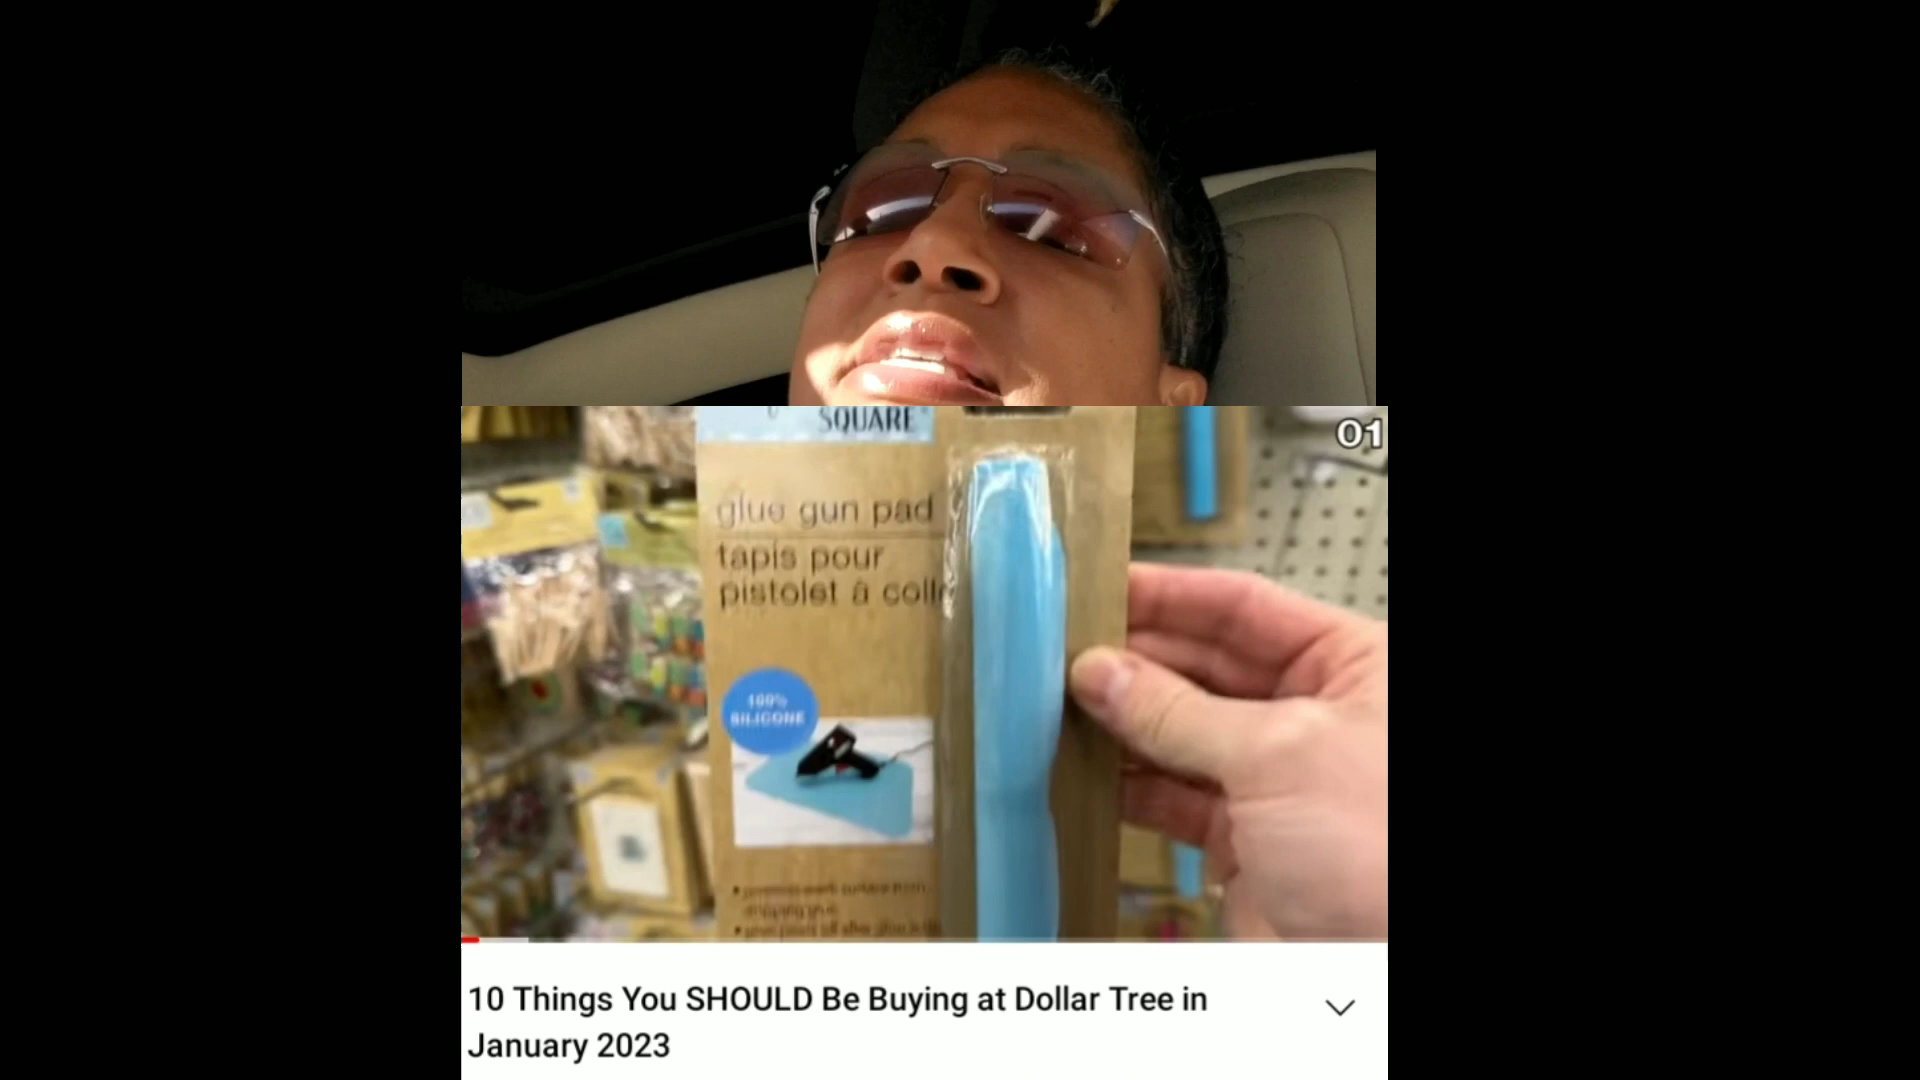 SQUARE
01
glue gun pad
tapis pour
pistolet à coll
100%
SILICONE
10 Things You SHOULD Be Buying at Dollar Tree in
January 2023